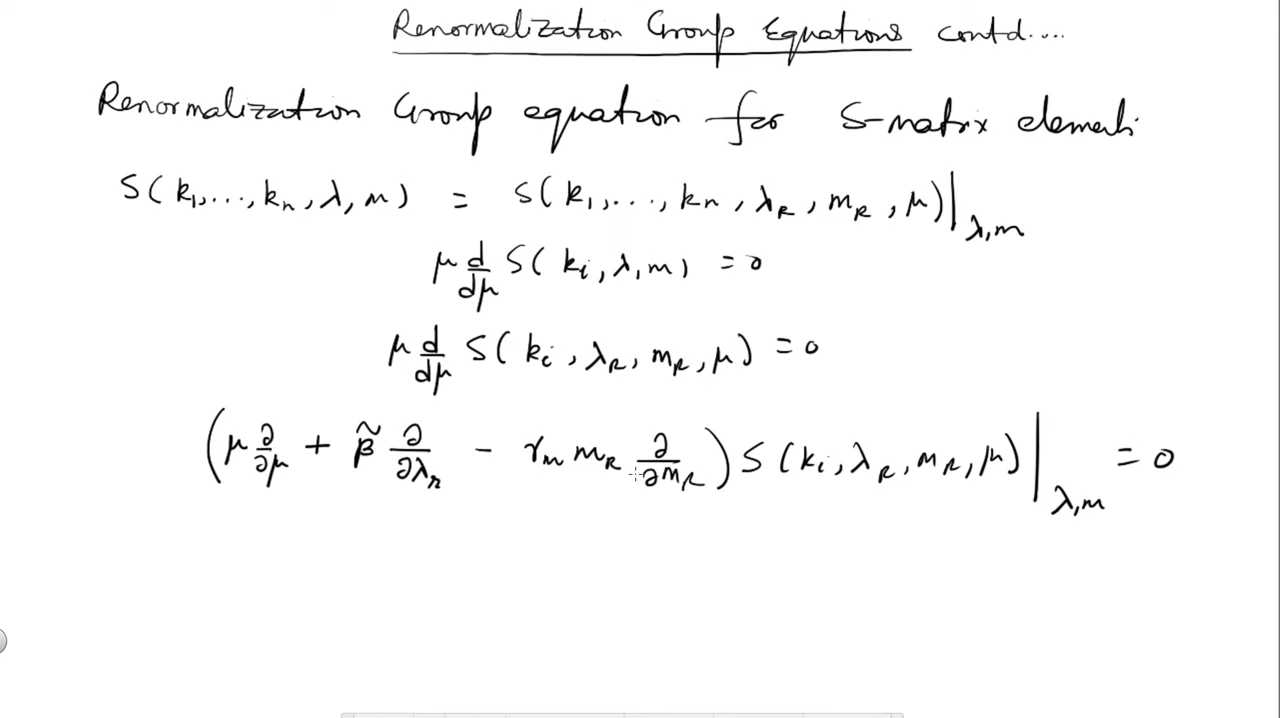 Renormalization Group Equations contd....
Renormalization Group equation for S-matrix elements
S(k₁,...,kₙ, λ, m) = S(k₁,...,kₙ, λ_R, m_R, μ)|_{λ,m}
μ d/dμ S(kᵢ, λ, m) = 0
μ d/dμ S(kᵢ, λ_R, m_R, μ) = 0
(μ ∂/∂μ + β̃ ∂/∂λ_R - γ_m m_R ∂/∂m_R) S(kᵢ, λ_R, m_R, μ)|_{λ,m} = 0